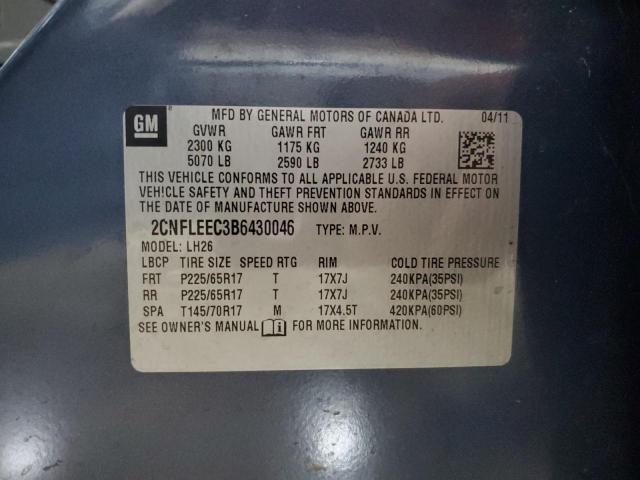 GM
MFD BY GENERAL MOTORS OF CANADA LTD. 04/11
GVWR GAWR FRT GAWR RR
2300 KG 1175 KG 1240 KG
5070 LB 2590 LB 2733 LB
THIS VEHICLE CONFORMS TO ALL APPLICABLE U.S. FEDERAL MOTOR
VEHICLE SAFETY AND THEFT PREVENTION STANDARDS IN EFFECT ON
THE DATE OF MANUFACTURE SHOWN ABOVE.
2CNFLEEC3B6430046 TYPE: M.P.V.
MODEL: LH26
LBCP TIRE SIZE SPEED RTG RIM COLD TIRE PRESSURE
FRT P225/65R17 T 17X7J 240KPA(35PSI)
RR P225/65R17 T 17X7J 240KPA(35PSI)
SPA T145/70R17 M 17X4.5T 420KPA(60PSI)
SEE OWNER'S MANUAL FOR MORE INFORMATION.